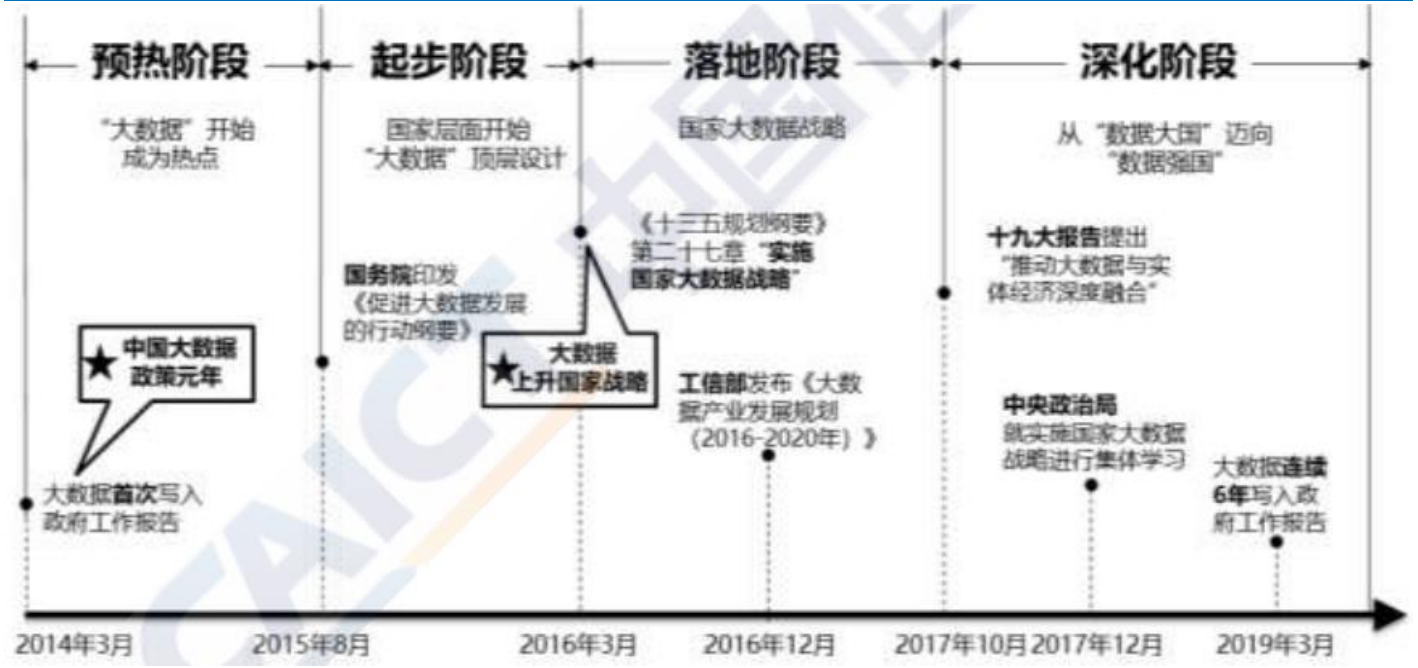 预热阶段
起步阶段
落地阶段
深化阶段
“大数据”开始
成为热点
国家层面开始
“大数据”顶层设计
国家大数据战略
从“数据大国”迈向
“数据强国”
《十三五规划纲要》
第二十七章“实施
国家大数据战略”
十九大报告提出
“推动大数据与实
体经济深度融合”
国务院印发
《促进大数据发展
的行动纲要》
★ 中国大数据
政策元年
★ 大数据
上升国家战略
工信部发布《大数
据产业发展规划
(2016-2020年)》
中央政治局
就实施国家大数据
战略进行集体学习
大数据连续
6年写入政
府工作报告
大数据首次写入
政府工作报告
2014年3月
2015年8月
2016年3月
2016年12月
2017年10月
2017年12月
2019年3月
CAICT 中国信